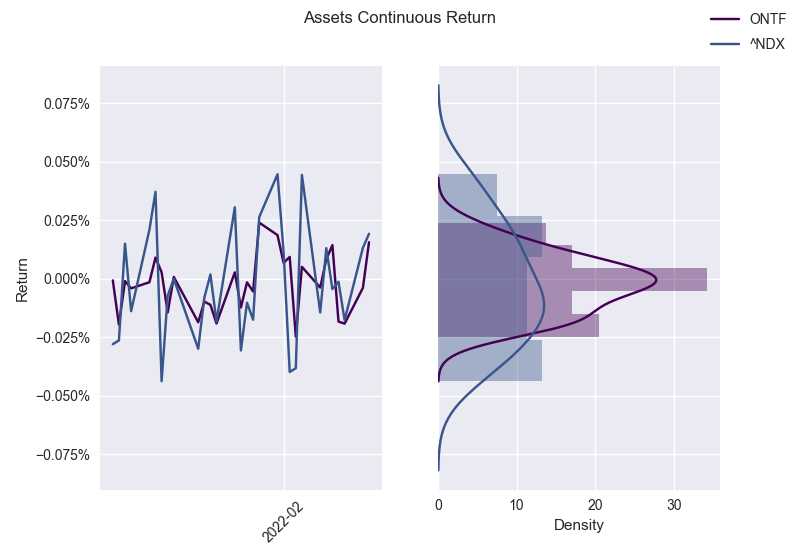 Assets Continuous Return
ONTF
^NDX
0.075%
0.050%
0.025%
0.000%
−0.025%
−0.050%
−0.075%
Return
2022-02
0 10 20 30
Density